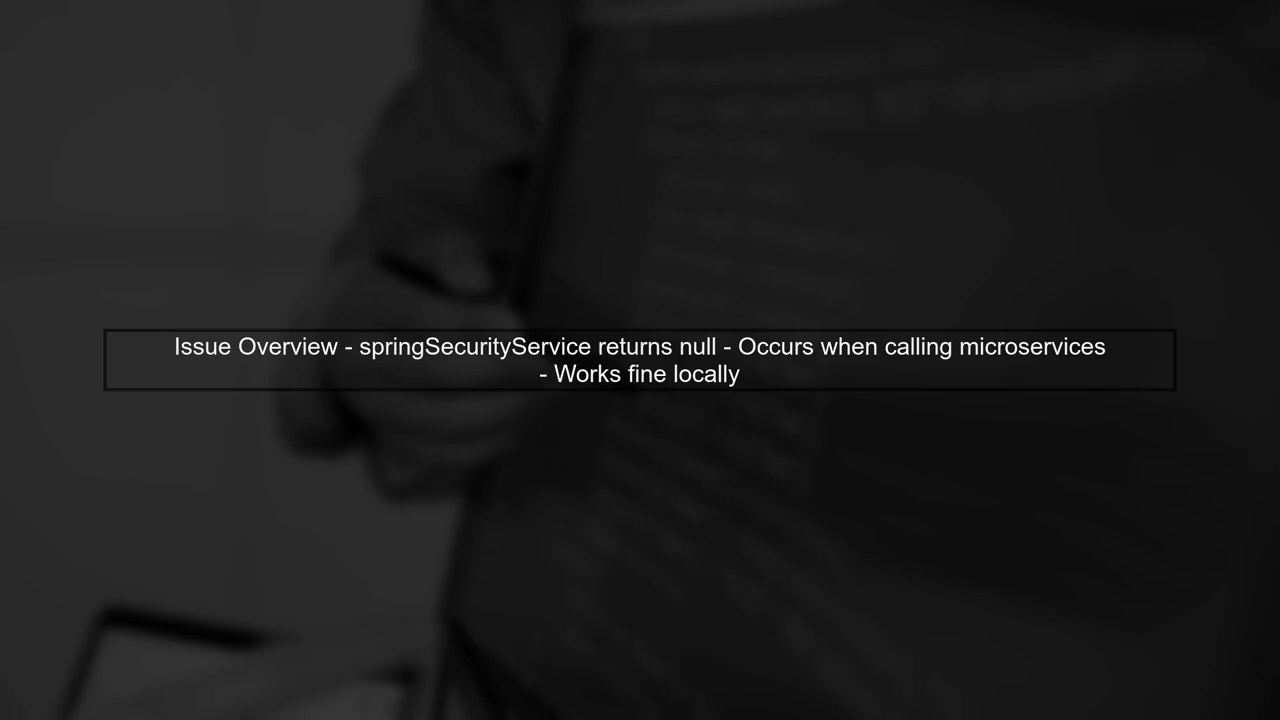 Issue Overview - springSecurityService returns null - Occurs when calling microservices
- Works fine locally